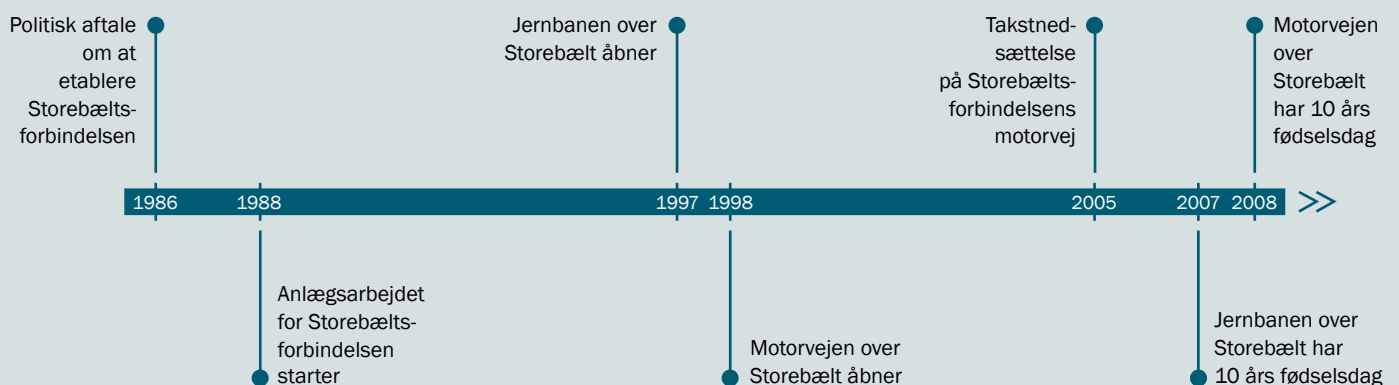 Politisk aftale
om at
etablere
Storebælts-
forbindelsen
Jernbanen over
Storebælt åbner
Takstned-
sættelse
på Storebælts-
forbindelsens
motorvej
Motorvejen
over
Storebælt
har 10 års
fødselsdag
1986
1988
1997
1998
2005
2007
2008
Anlægsarbejdet
for Storebælts-
forbindelsen
starter
Motorvejen over
Storebælt åbner
Jernbanen over
Storebælt har
10 års fødselsdag